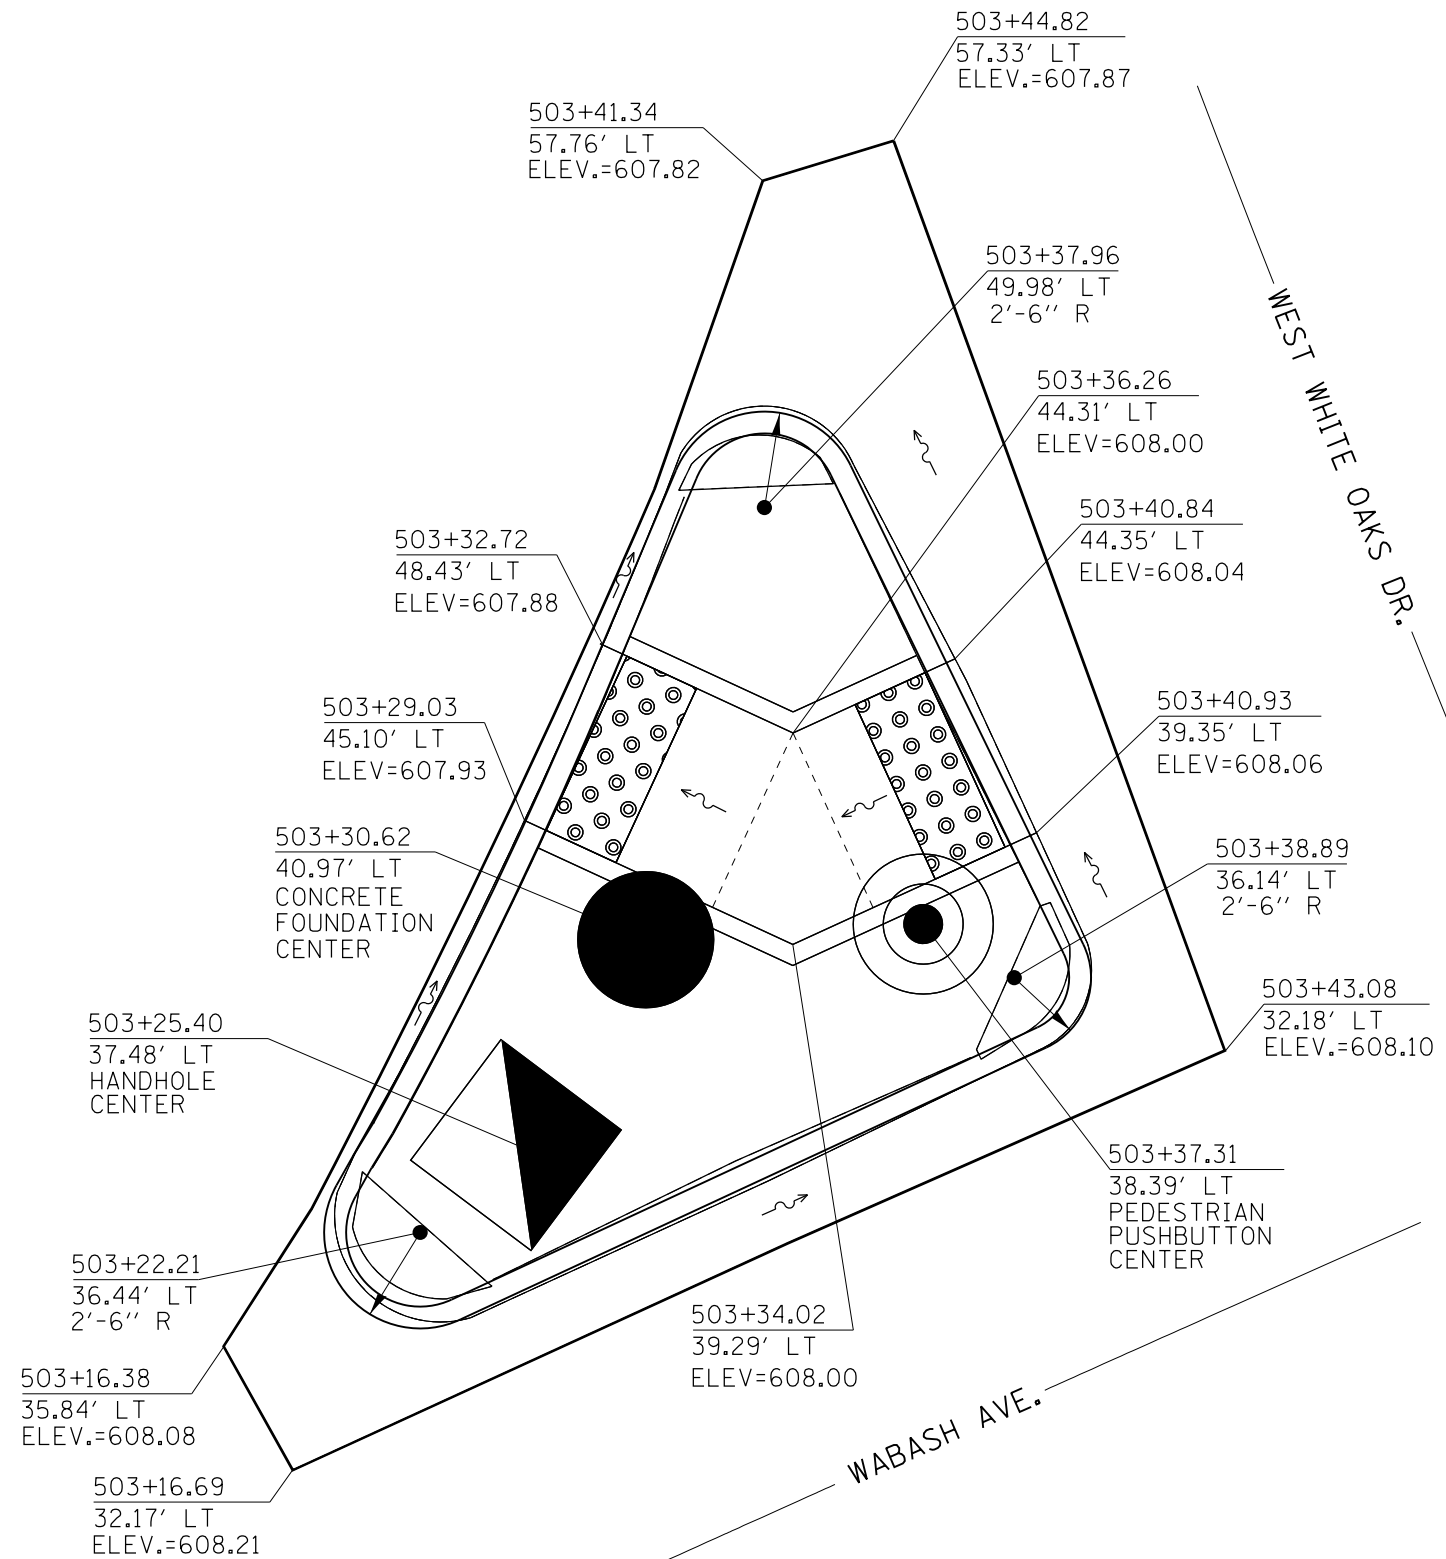 503+44.82
57.33' LT
ELEV.=607.87
503+41.34
57.76' LT
ELEV.=607.82
503+37.96
49.98' LT
2'-6'' R
WEST WHITE OAKS DR.
503+36.26
44.31' LT
ELEV=608.00
503+40.84
44.35' LT
ELEV=608.04
503+32.72
48.43' LT
ELEV=607.88
503+29.03
45.10' LT
ELEV=607.93
503+40.93
39.35' LT
ELEV=608.06
503+30.62
40.97' LT
CONCRETE
FOUNDATION
CENTER
503+38.89
36.14' LT
2'-6'' R
503+43.08
32.18' LT
ELEV.=608.10
503+25.40
37.48' LT
HANDHOLE
CENTER
503+37.31
38.39' LT
PEDESTRIAN
PUSHBUTTON
CENTER
503+22.21
36.44' LT
2'-6'' R
503+34.02
39.29' LT
ELEV=608.00
503+16.38
35.84' LT
ELEV.=608.08
WABASH AVE.
503+16.69
32.17' LT
ELEV.=608.21